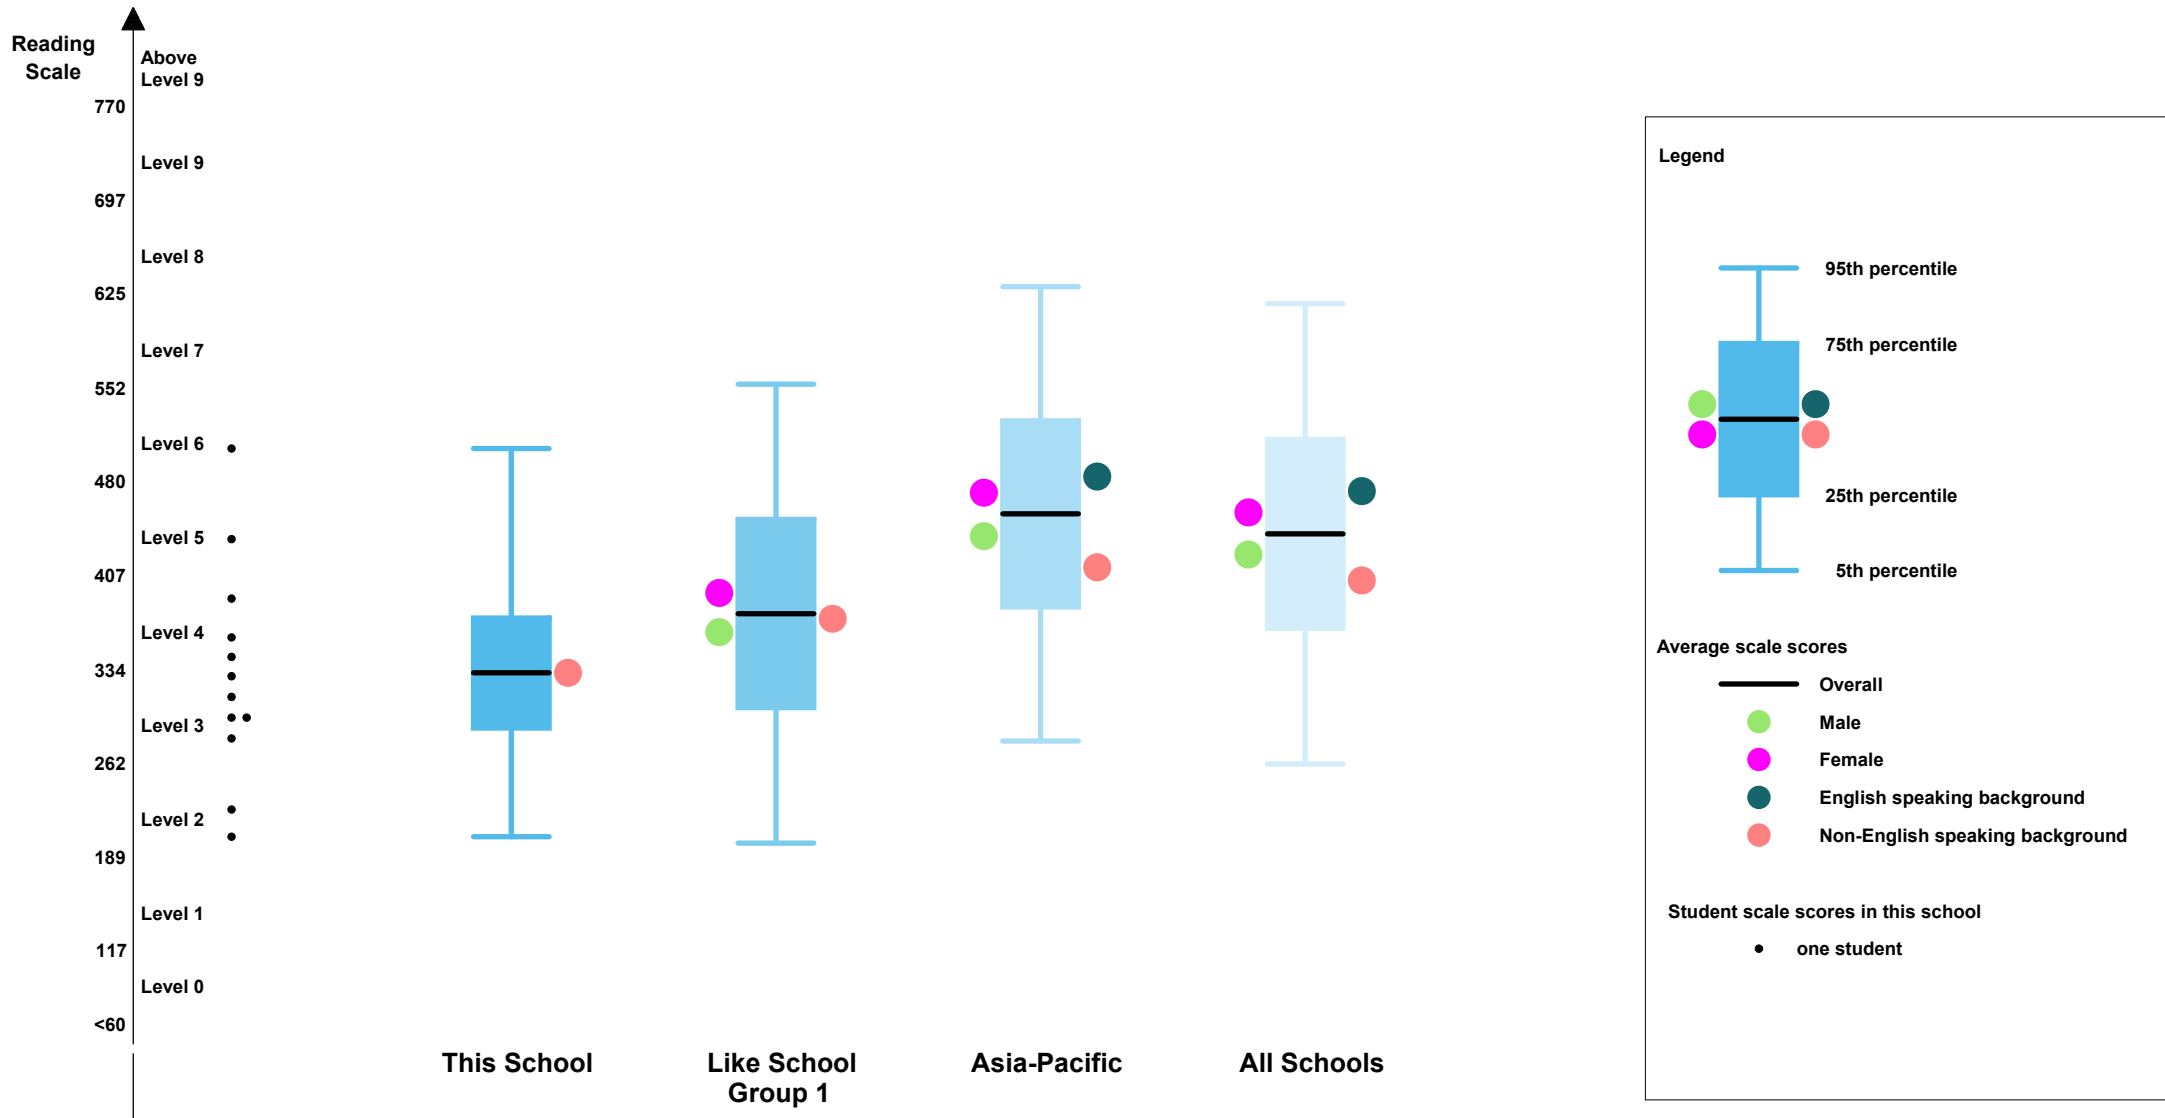 Reading
Scale
Above
Level 9
770
Level 9
697
Level 8
625
Level 7
552
Level 6
480
Level 5
407
Level 4
334
Level 3
262
Level 2
189
Level 1
117
Level 0
<60
This School
Like School
Group 1
Asia-Pacific
All Schools
Legend
95th percentile
75th percentile
25th percentile
5th percentile
Average scale scores
Overall
Male
Female
English speaking background
Non-English speaking background
Student scale scores in this school
one student